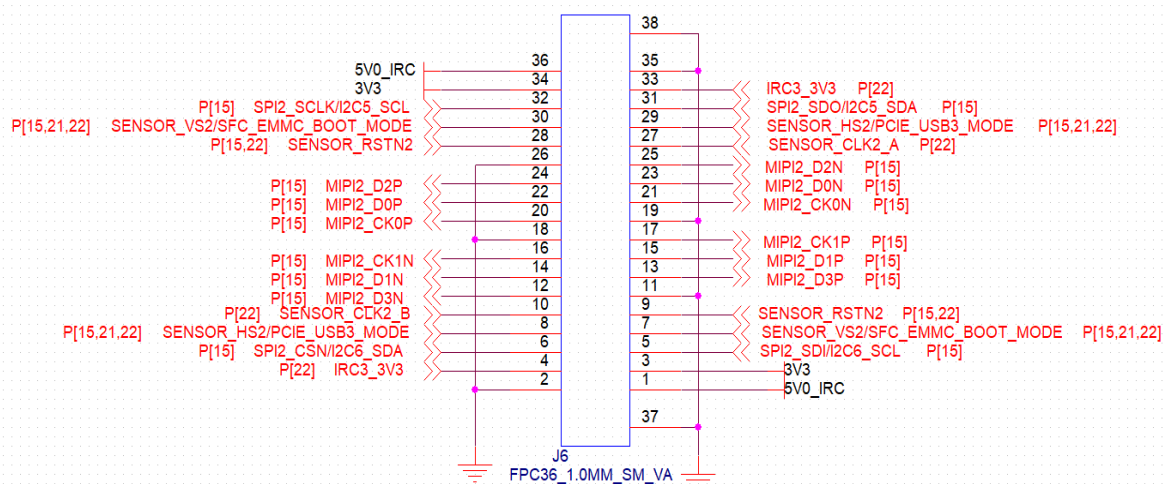 38
5V0_IRC 36 35
3V3 34 33 IRC3_3V3 P[22]
P[15] SPI2_SCLK/I2C5_SCL 32 31 SPI2_SDO/I2C5_SDA P[15]
P[15,21,22] SENSOR_VS2/SFC_EMMC_BOOT_MODE 30 29 SENSOR_HS2/PCIE_USB3_MODE P[15,21,22]
P[15,22] SENSOR_RSTN2 28 27 SENSOR_CLK2_A P[22]
26 25 MIPI2_D2N P[15]
P[15] MIPI2_D2P 24 23 MIPI2_D0N P[15]
P[15] MIPI2_D0P 22 21 MIPI2_CK0N P[15]
P[15] MIPI2_CK0P 20 19
18 17 MIPI2_CK1P P[15]
P[15] MIPI2_CK1N 16 15 MIPI2_D1P P[15]
P[15] MIPI2_D1N 14 13 MIPI2_D3P P[15]
P[15] MIPI2_D3N 12 11
P[22] SENSOR_CLK2_B 10 9 SENSOR_RSTN2 P[15,22]
P[15,21,22] SENSOR_HS2/PCIE_USB3_MODE 8 7 SENSOR_VS2/SFC_EMMC_BOOT_MODE P[15,21,22]
P[15] SPI2_CSN/I2C6_SDA 6 5 SPI2_SDI/I2C6_SCL P[15]
P[22] IRC3_3V3 4 3 3V3
2 1 5V0_IRC
37
J6
FPC36_1.0MM_SM_VA